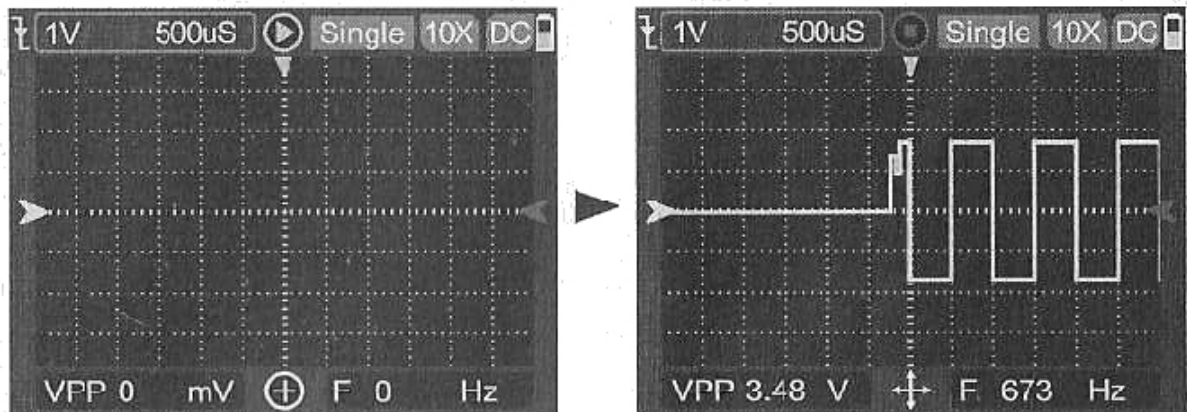 1V 500uS Single 10X DC
VPP 0 mV F 0 Hz
1V 500uS Single 10X DC
VPP 3.48 V F 673 Hz